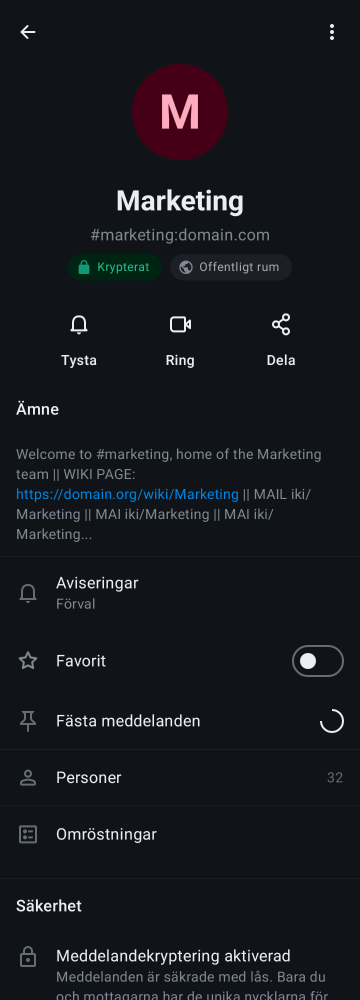 M
Marketing
#marketing:domain.com
Krypterat
Offentligt rum
Tysta
Ring
Dela
Ämne
Welcome to #marketing, home of the Marketing
team || WIKI PAGE:
https://domain.org/wiki/Marketing || MAIL iki/
Marketing || MAI iki/Marketing || MAI iki/
Marketing...
Aviseringar
Förval
Favorit
Fästa meddelanden
Personer 32
Omröstningar
Säkerhet
Meddelandekryptering aktiverad
Meddelanden är säkrade med lås. Bara du
och mottagarna har de unika nycklarna för